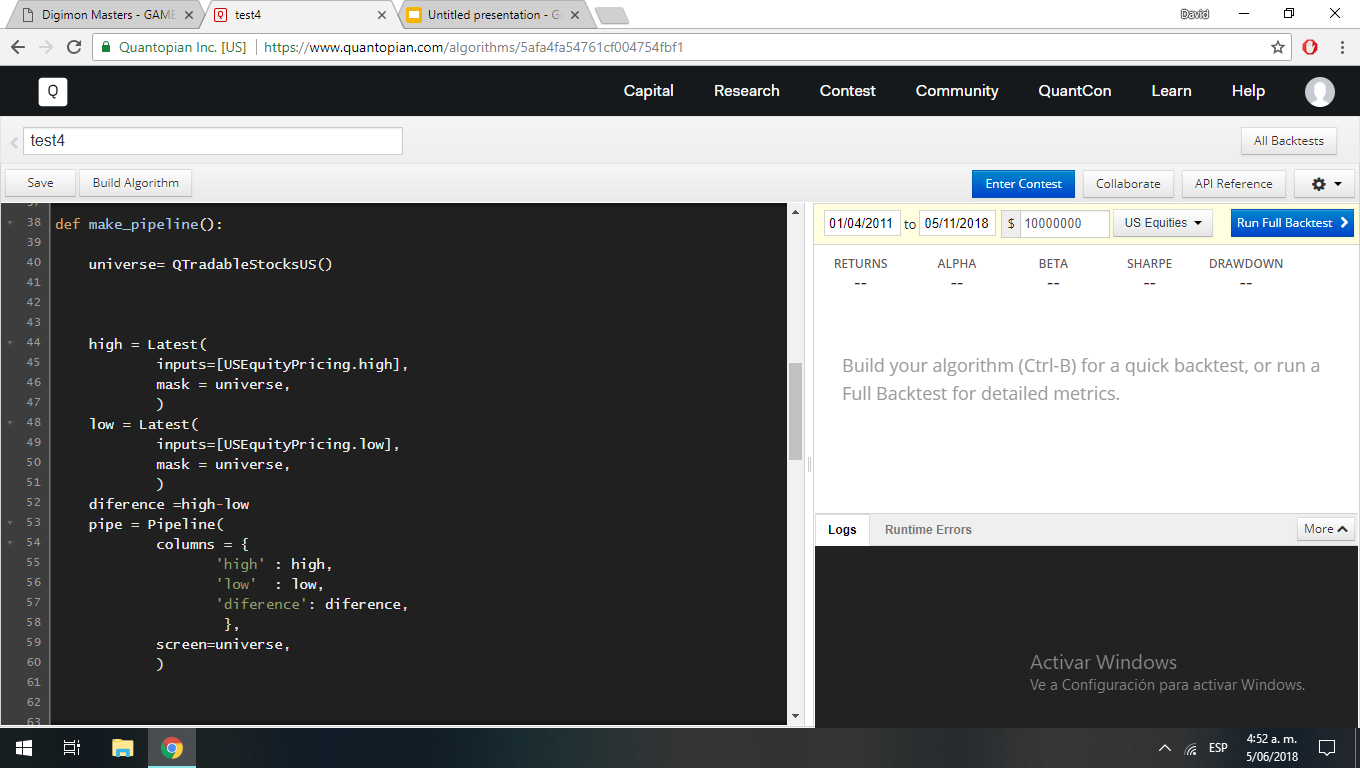 Digimon Masters - GAME
test4
Untitled presentation - G
David
Quantopian Inc. [US]
https://www.quantopian.com/algorithms/5afa4fa54761cf004754fbf1
Q
Capital
Research
Contest
Community
QuantCon
Learn
Help
test4
All Backtests
Save
Build Algorithm
Enter Contest
Collaborate
API Reference
38 def make_pipeline():
39
40 universe= QTradableStocksUS()
41
42
43
44 high = Latest(
45 inputs=[USEquityPricing.high],
46 mask = universe,
47 )
48 low = Latest(
49 inputs=[USEquityPricing.low],
50 mask = universe,
51 )
52 diference =high-low
53 pipe = Pipeline(
54 columns = {
55 'high' : high,
56 'low'  : low,
57 'diference': diference,
58 },
59 screen=universe,
60 )
61
62
63
01/04/2011 to 05/11/2018 $ 10000000 US Equities Run Full Backtest
RETURNS ALPHA BETA SHARPE DRAWDOWN
-- -- -- -- --
Build your algorithm (Ctrl-B) for a quick backtest, or run a
Full Backtest for detailed metrics.
Logs
Runtime Errors
More
Activar Windows
Ve a Configuración para activar Windows.
ESP
4:52 a. m.
5/06/2018